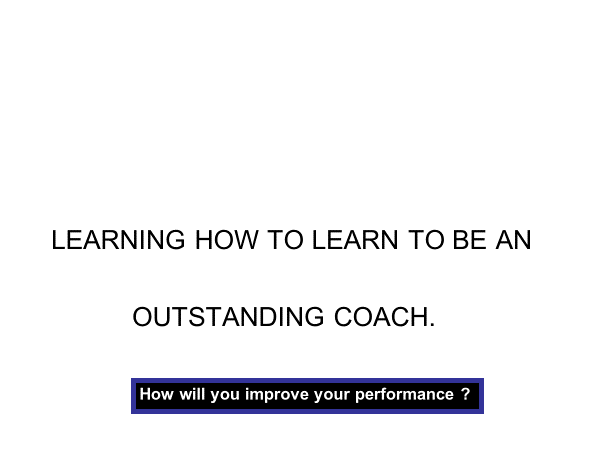 LEARNING HOW TO LEARN TO BE AN
OUTSTANDING COACH.
How will you improve your performance ?